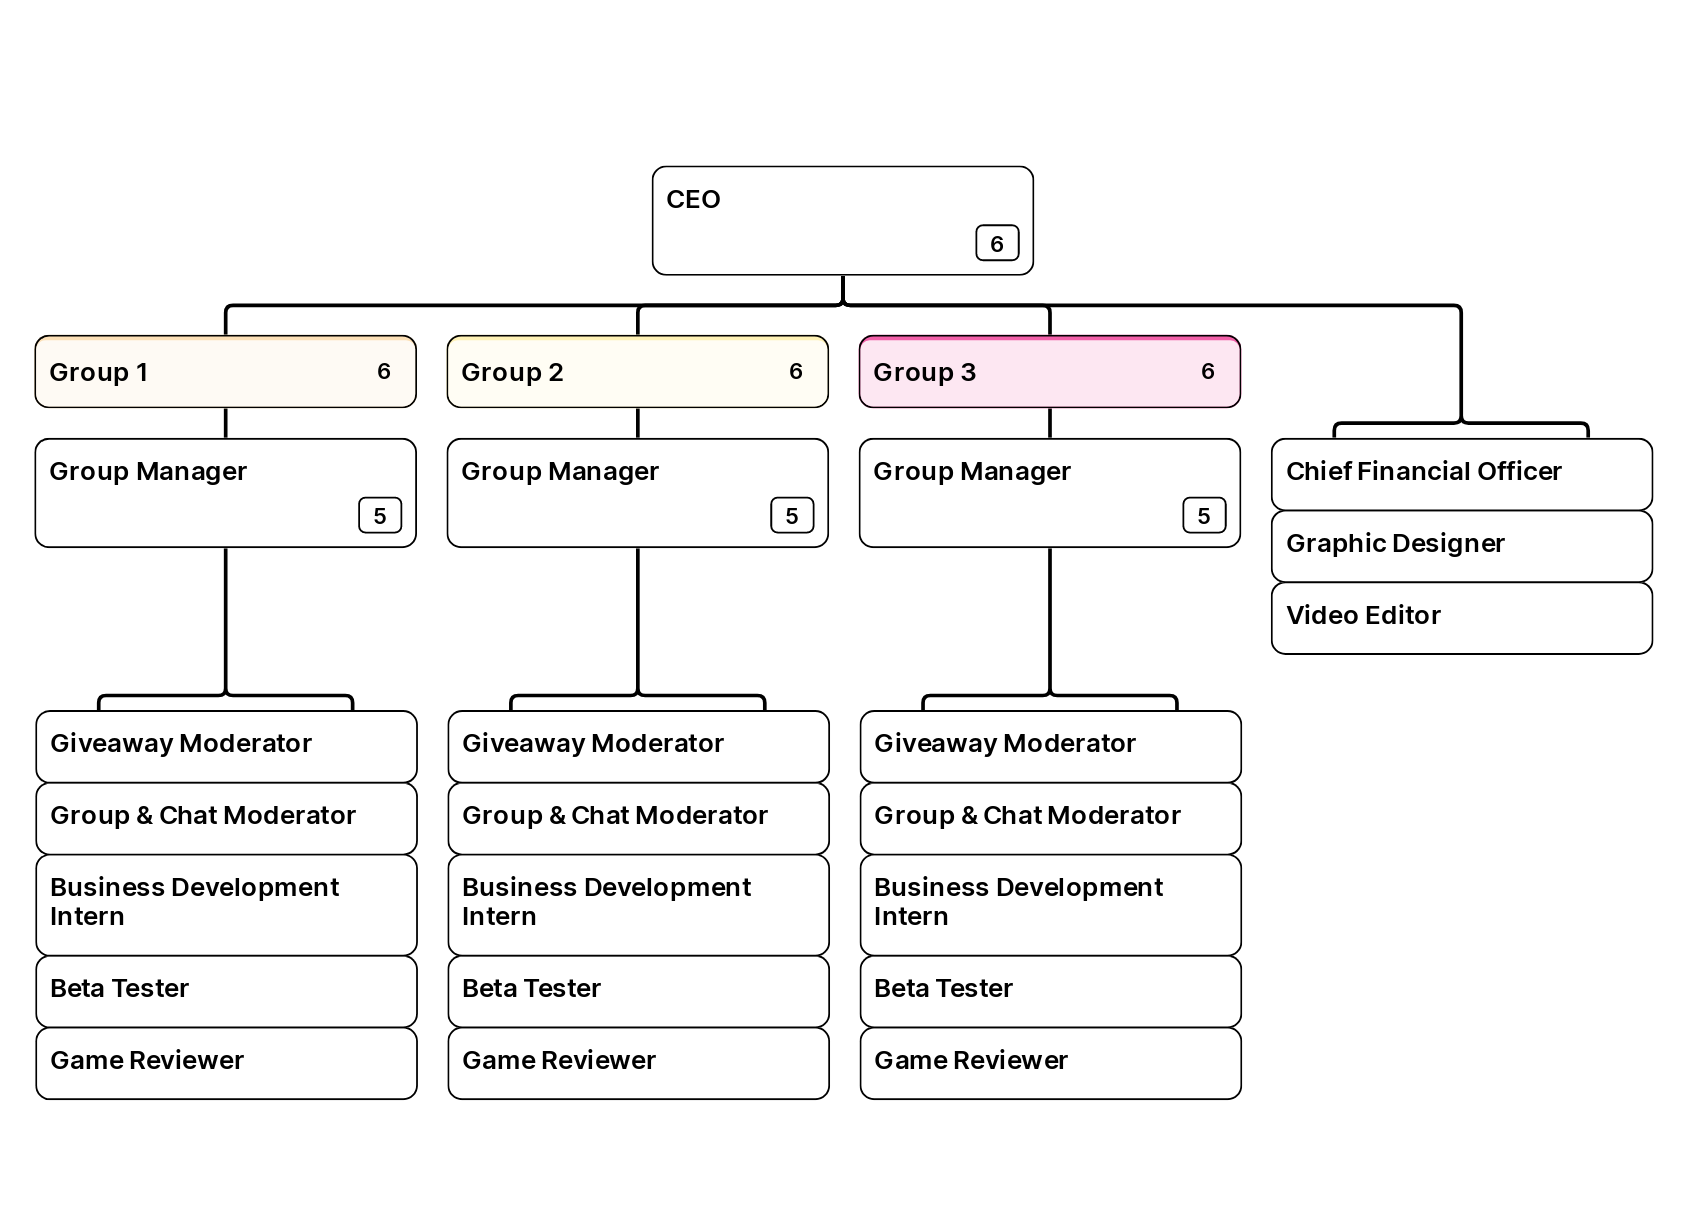 CEO
6
Group 1 6
Group 2 6
Group 3 6
Group Manager
5
Group Manager
5
Group Manager
5
Chief Financial Officer
Graphic Designer
Video Editor
Giveaway Moderator
Group & Chat Moderator
Business Development
Intern
Beta Tester
Game Reviewer
Giveaway Moderator
Group & Chat Moderator
Business Development
Intern
Beta Tester
Game Reviewer
Giveaway Moderator
Group & Chat Moderator
Business Development
Intern
Beta Tester
Game Reviewer